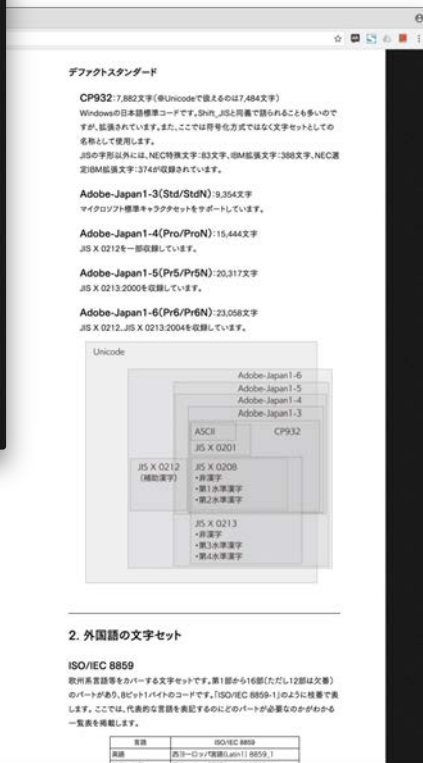 デファクトスタンダード
CP932:7,882文字(※Unicodeで扱えるのは7,484文字)
Windowsの日本語標準コードです。Shift_JISと同義で語られることも多いので
すが、拡張されています。また、ここでは符号化方式ではなく文字セットとしての
名称として使用します。
JISの字形以外には、NEC特殊文字:83文字、IBM拡張文字:388文字、NEC選
定IBM拡張文字:374が収録されています。
Adobe-Japan1-3(Std/StdN):9,354文字
マイクロソフト標準キャラクタセットをサポートしています。
Adobe-Japan1-4(Pro/ProN):15,444文字
JIS X 0212を一部収録しています。
Adobe-Japan1-5(Pr5/Pr5N):20,317文字
JIS X 0213:2000を収録しています。
Adobe-Japan1-6(Pr6/Pr6N):23,058文字
JIS X 0212、JIS X 0213:2004を収録しています。
Unicode
Adobe-Japan1-6
Adobe-Japan1-5
Adobe-Japan1-4
Adobe-Japan1-3
ASCII
CP932
JIS X 0201
JIS X 0212
(補助漢字)
JIS X 0208
・非漢字
・第1水準漢字
・第2水準漢字
JIS X 0213
・非漢字
・第3水準漢字
・第4水準漢字
2. 外国語の文字セット
ISO/IEC 8859
欧州系言語等をカバーする文字セットです。第1部から16部(ただし12部は欠番)
のパートがあり、8ビット1バイトのコードです。「ISO/IEC 8859-1」のように枝番で表
します。ここでは、代表的な言語を表記するのにどのパートが必要なのかがわかる
一覧表を掲載します。
言語 ISO/IEC 8859
英語 西ヨーロッパ言語(Latin1) 8859_1